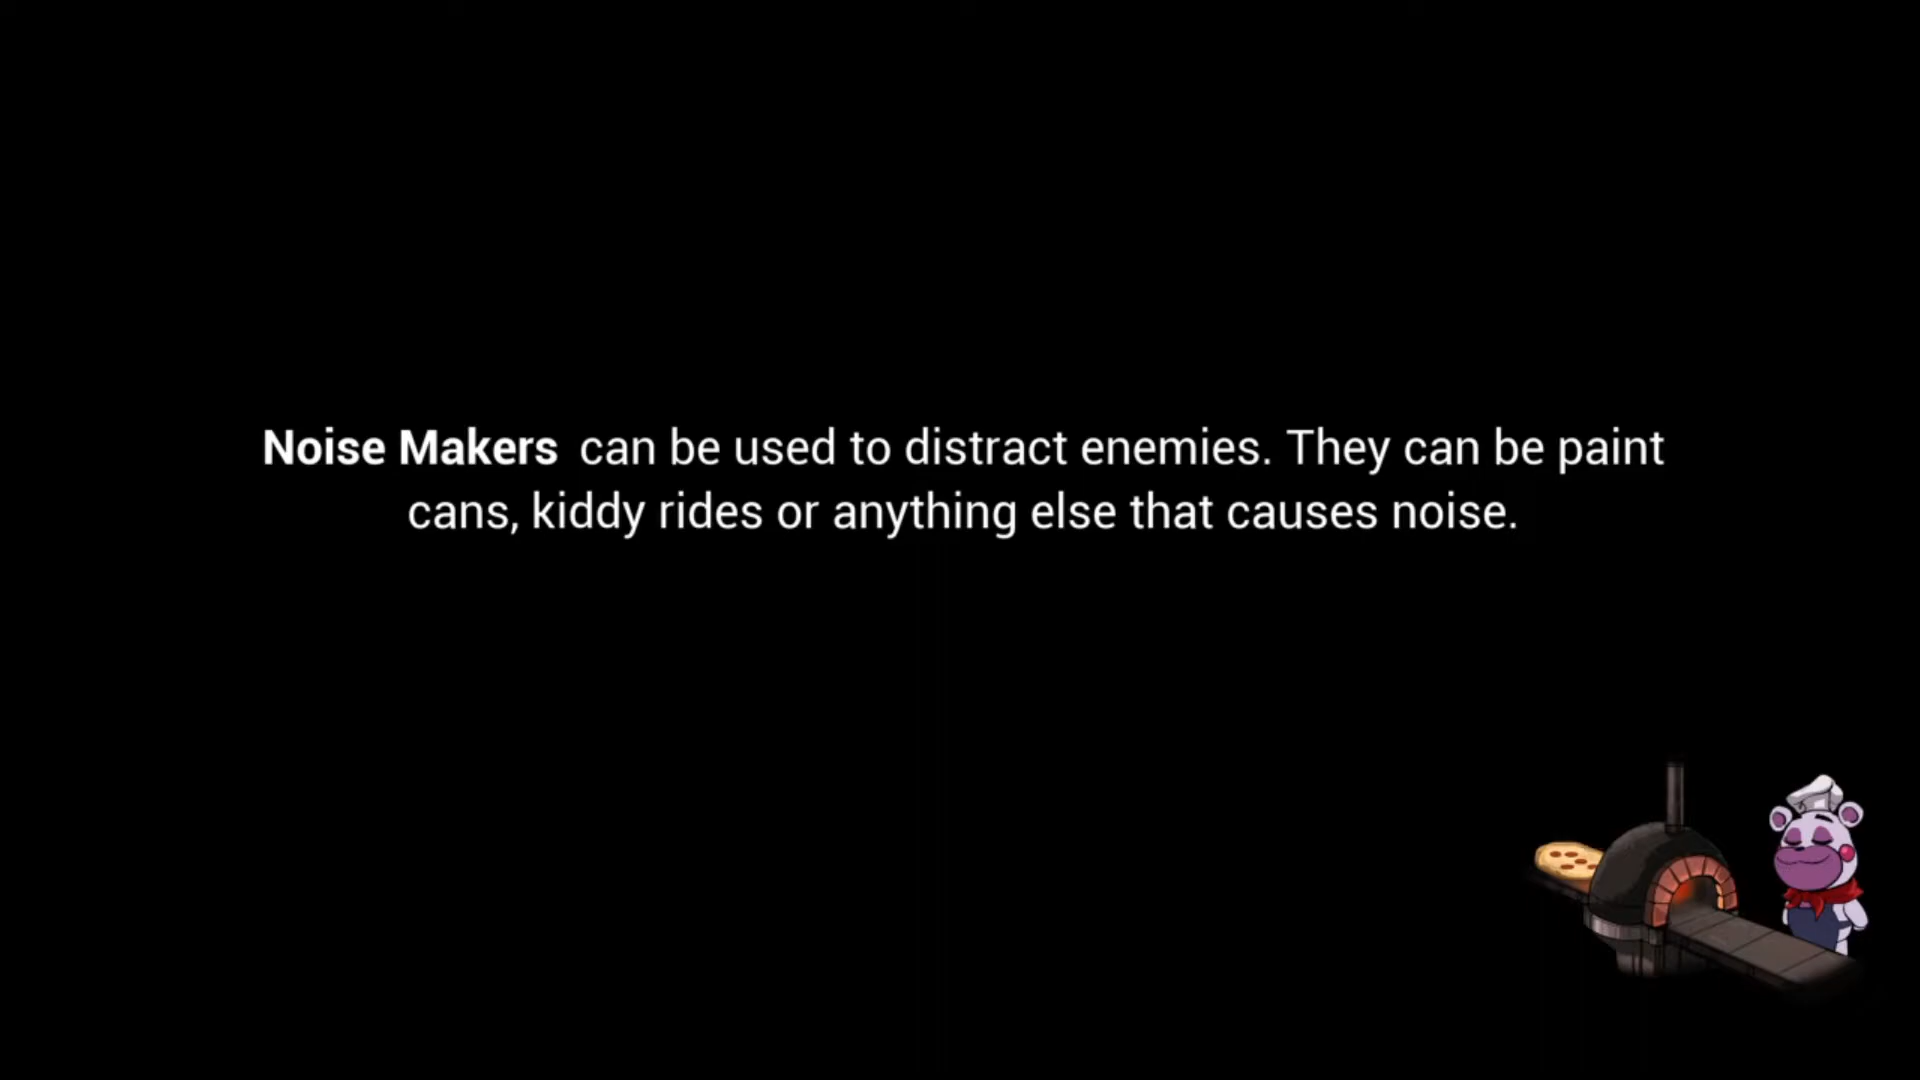 Noise Makers can be used to distract enemies. They can be paint
cans, kiddy rides or anything else that causes noise.